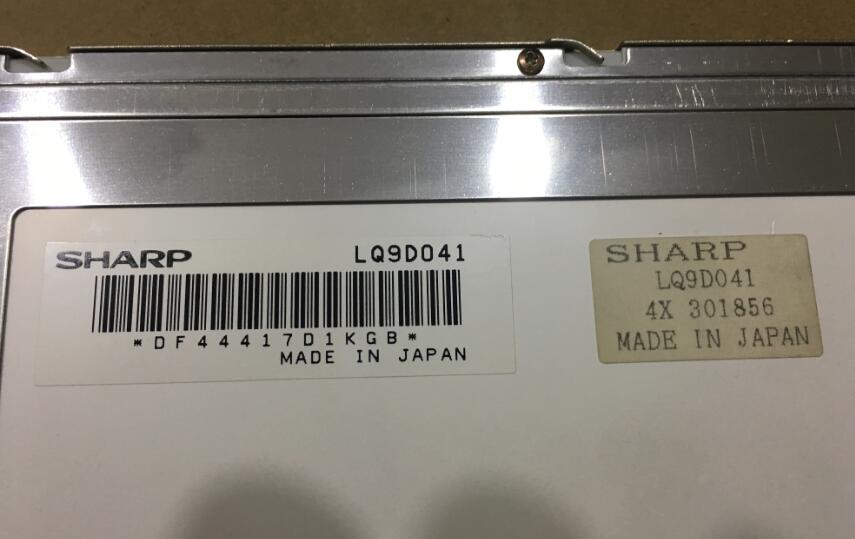 SHARP LQ9D041
*DF44417D1KGB*
MADE IN JAPAN
SHARP
LQ9D041
4X 301856
MADE IN JAPAN